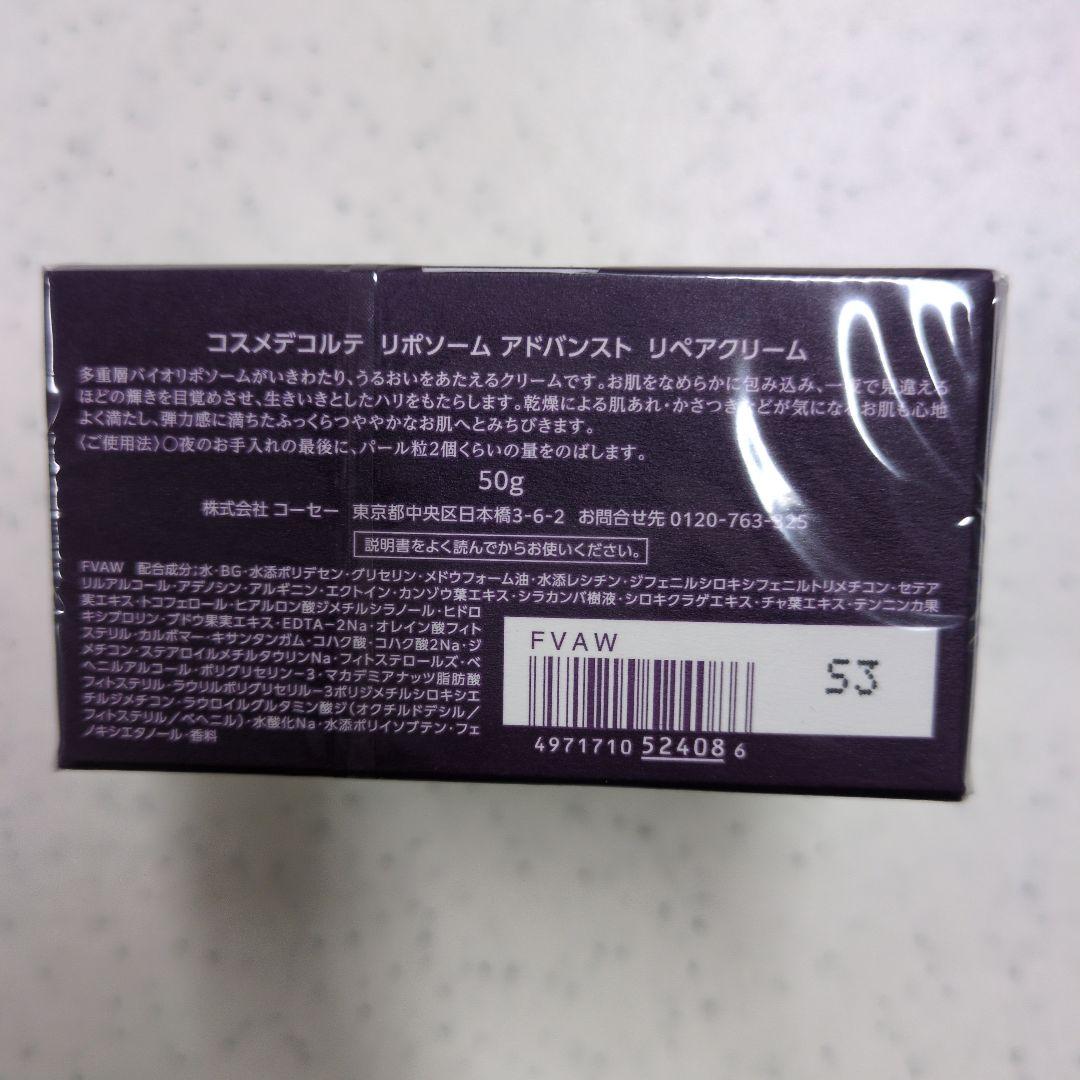 コスメデコルテ リポソーム アドバンスト リペアクリーム
多重層バイオリポソームがいきわたり、うるおいをあたえるクリームです。お肌をなめらかに包み込み、一夜で見違える
ほどの輝きを目覚めさせ、生きいきとしたハリをもたらします。乾燥による肌あれ・かさつきなどが気になるお肌も心地
よく満たし、弾力感に満ちたふっくらつややかなお肌へとみちびきます。
〈ご使用法〉○夜のお手入れの最後に、パール粒2個くらいの量をのばします。
50g
株式会社 コーセー 東京都中央区日本橋3-6-2 お問合せ先 0120-763-325
説明書をよく読んでからお使いください。
FVAW 配合成分;水・BG・水添ポリデセン・グリセリン・メドウフォーム油・水添レシチン・ジフェニルシロキシフェニルトリメチコン・セテア
リルアルコール・アデノシン・アルギニン・エクトイン・カンゾウ葉エキス・シラカンバ樹液・シロキクラゲエキス・チャ葉エキス・テンニンカ果
実エキス・トコフェロール・ヒアルロン酸ジメチルシラノール・ヒドロ
キシプロリン・ブドウ果実エキス・EDTA-2Na・オレイン酸フィト
ステリル・カルボマー・キサンタンガム・コハク酸・コハク酸2Na・ジ
メチコン・ステアロイルメチルタウリンNa・フィトステロールズ・ベ
ヘニルアルコール・ポリグリセリン-3・マカデミアナッツ脂肪酸
フィトステリル・ラウリルポリグリセリル-3ポリジメチルシロキシエ
チルジメチコン・ラウロイルグルタミン酸ジ(オクチルドデシル/
フィトステリル/ベヘニル)・水酸化Na・水添ポリイソブテン・フェ
ノキシエタノール・香料
FVAW
S3
4971710 52408 6